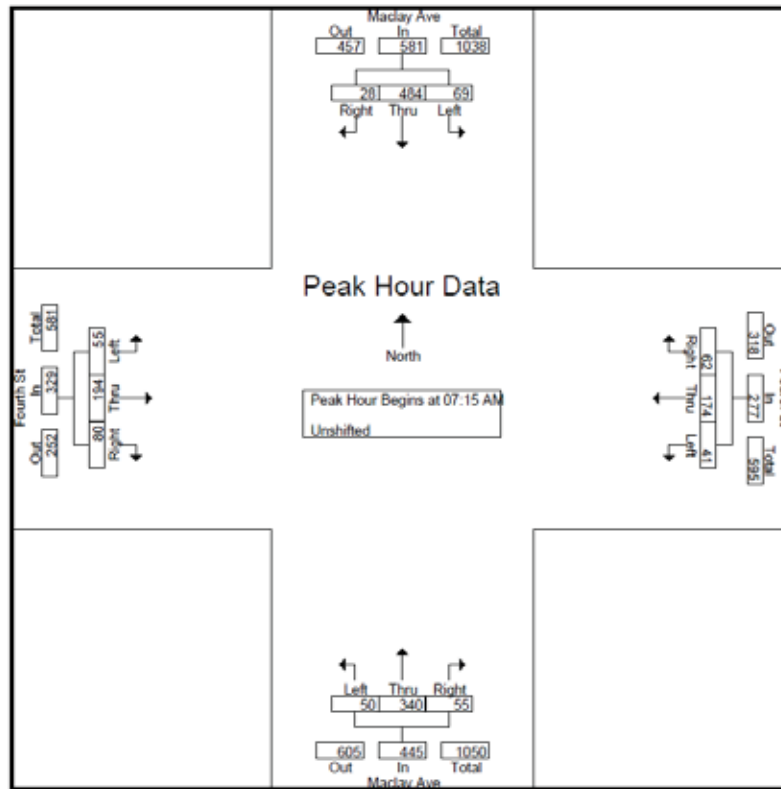 Maclay Ave
Out In Total
457 581 1038
28 484 69
Right Thru Left
Peak Hour Data
North
Peak Hour Begins at 07:15 AM
Unshifted
Fourth St
Total In Out
581 329 252
55 194 80
Left Thru Right
Right Thru Left
62 174 41
318 277 595
Out In Total
Left Thru Right
50 340 55
605 445 1050
Out In Total
Maclay Ave